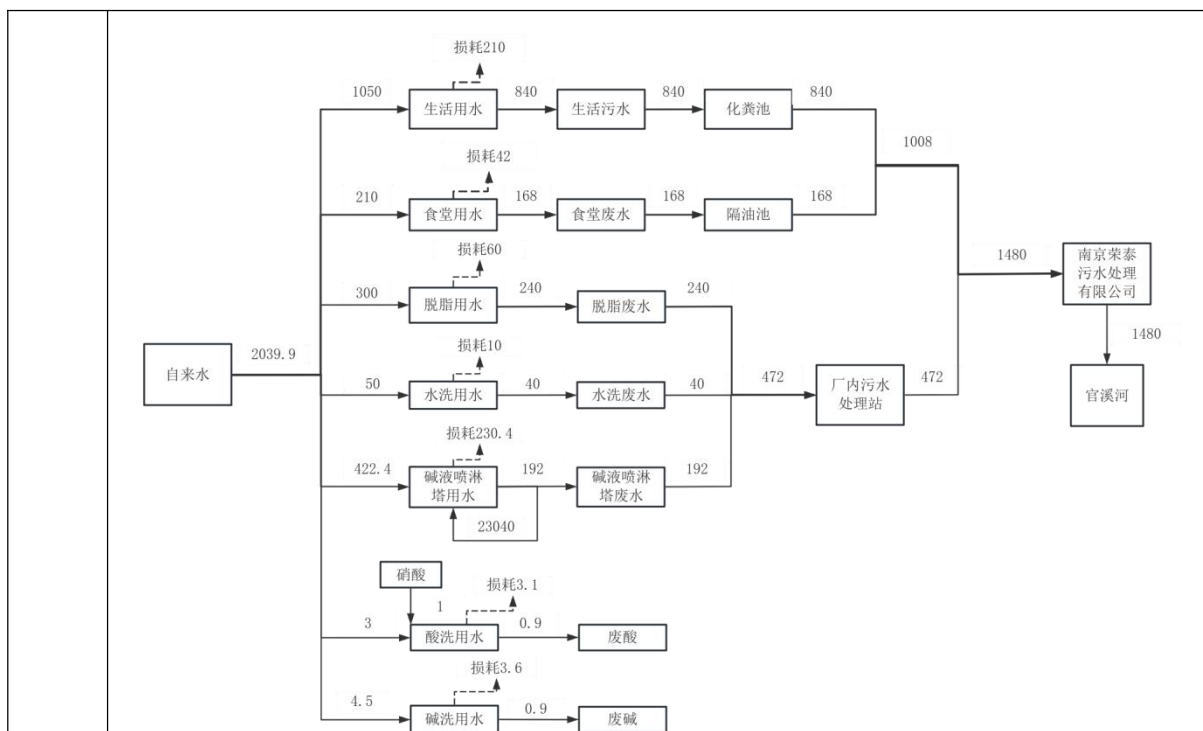 损耗210
1050
生活用水
840
生活污水
840
化粪池
840
1008
损耗42
210
食堂用水
168
食堂废水
168
隔油池
168
1480
南京荣泰
污水处理
有限公司
损耗60
300
脱脂用水
240
脱脂废水
240
1480
自来水
2039.9
损耗10
50
水洗用水
40
水洗废水
40
472
厂内污水
处理站
472
官溪河
损耗230.4
422.4
碱液喷淋
塔用水
192
碱液喷淋
塔废水
192
23040
硝酸
1
损耗3.1
3
酸洗用水
0.9
废酸
损耗3.6
4.5
碱洗用水
0.9
废碱